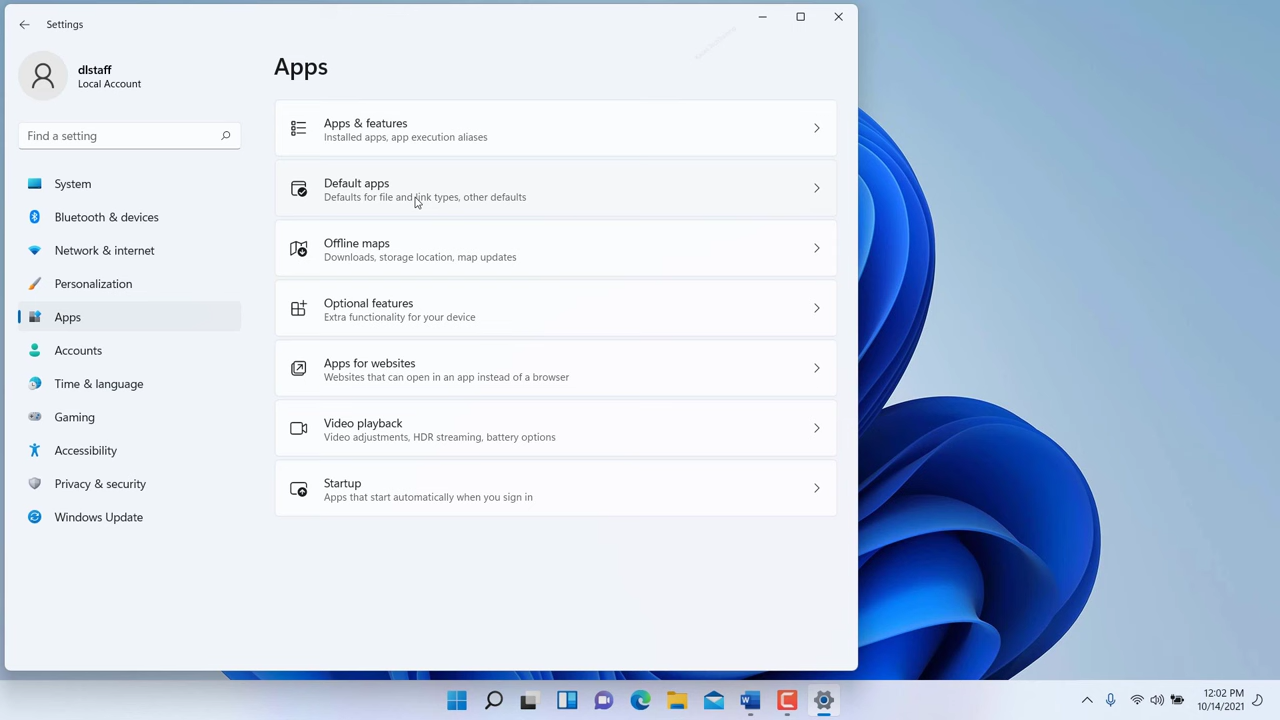 Settings
dlstaff
Local Account
Find a setting
System
Bluetooth & devices
Network & internet
Personalization
Apps
Accounts
Time & language
Gaming
Accessibility
Privacy & security
Windows Update
Apps
Apps & features
Installed apps, app execution aliases
Default apps
Defaults for file and link types, other defaults
Offline maps
Downloads, storage location, map updates
Optional features
Extra functionality for your device
Apps for websites
Websites that can open in an app instead of a browser
Video playback
Video adjustments, HDR streaming, battery options
Startup
Apps that start automatically when you sign in
12:02 PM
10/14/2021